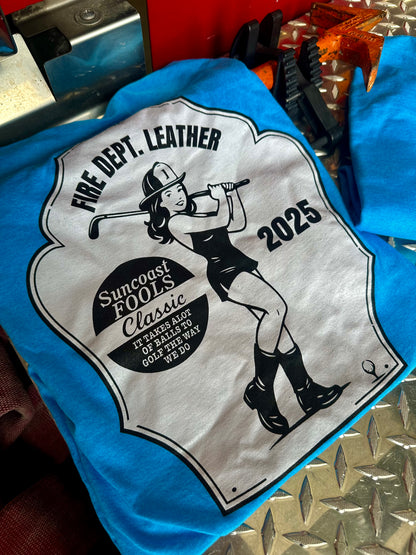 FIRE DEPT. LEATHER
1
2025
Suncoast
FOOLS
Classic
IT TAKES ALOT
OF BALLS TO
GOLF THE WAY
WE DO